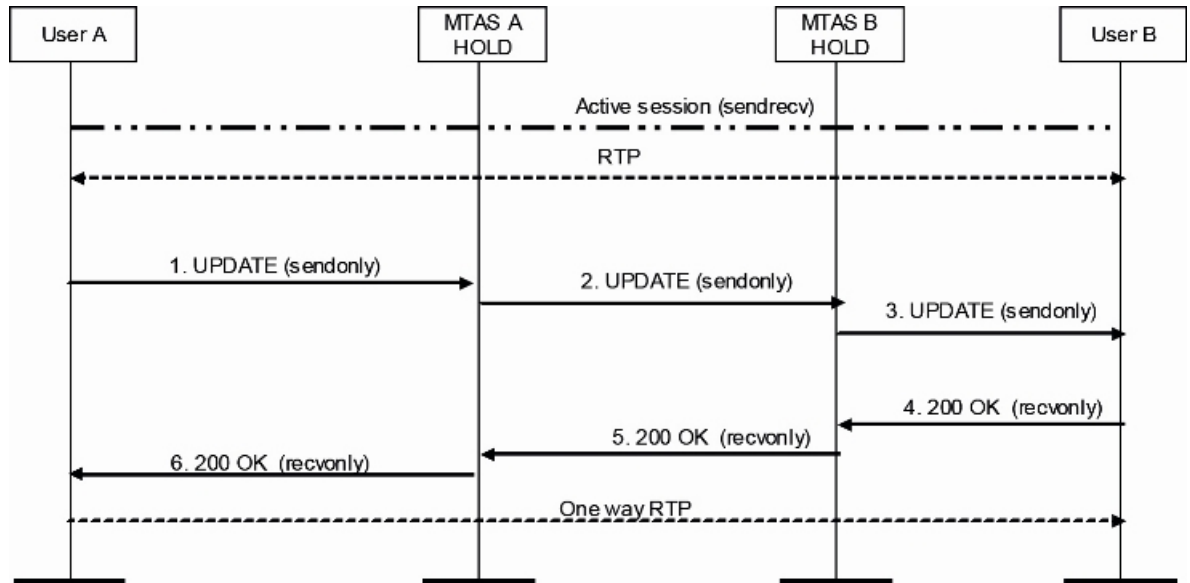 User A
MTAS A
HOLD
MTAS B
HOLD
User B
Active session (sendrecv)
RTP
1. UPDATE (sendonly)
2. UPDATE (sendonly)
3. UPDATE (sendonly)
4. 200 OK (recvonly)
5. 200 OK (recvonly)
6. 200 OK (recvonly)
One way RTP